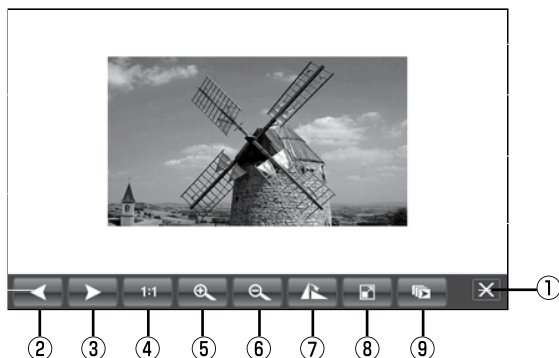 1:1
①
② ③ ④ ⑤ ⑥ ⑦ ⑧ ⑨